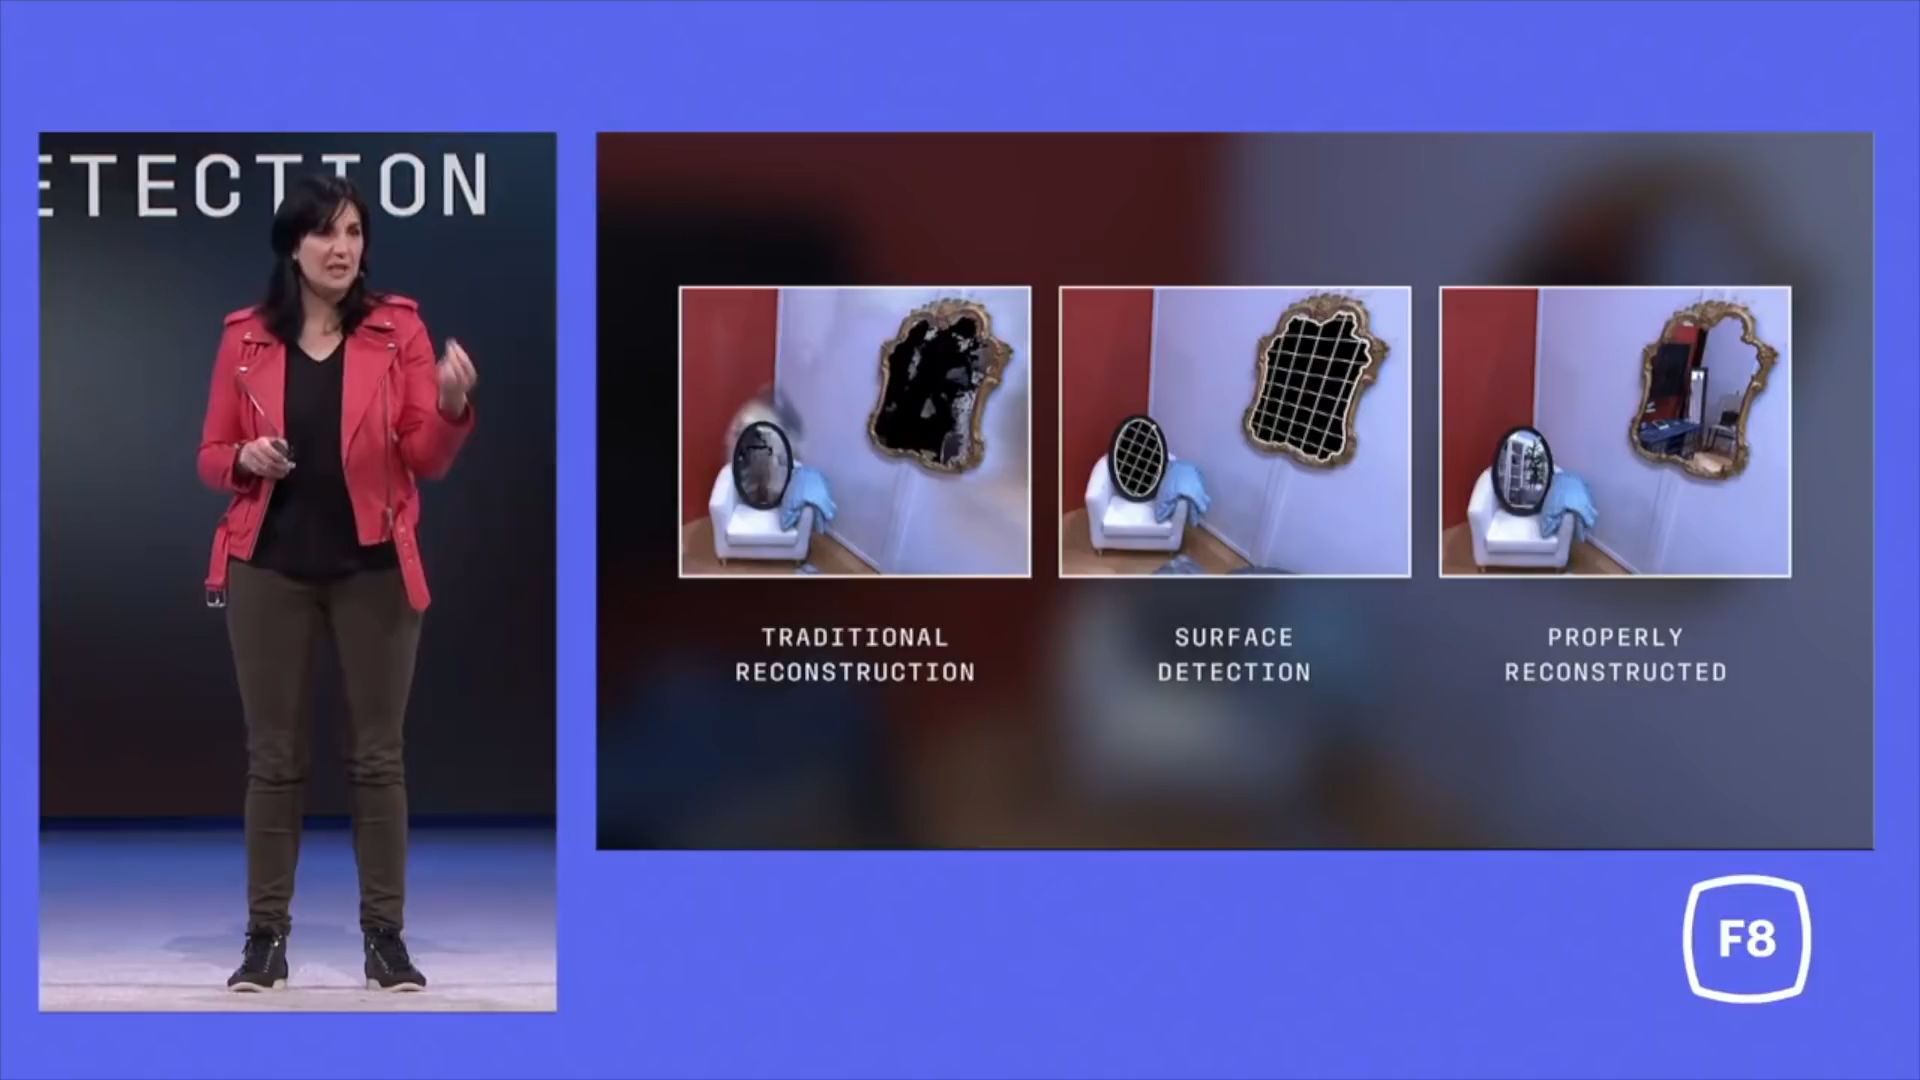 ETECTION
TRADITIONAL
RECONSTRUCTION
SURFACE
DETECTION
PROPERLY
RECONSTRUCTED
F8